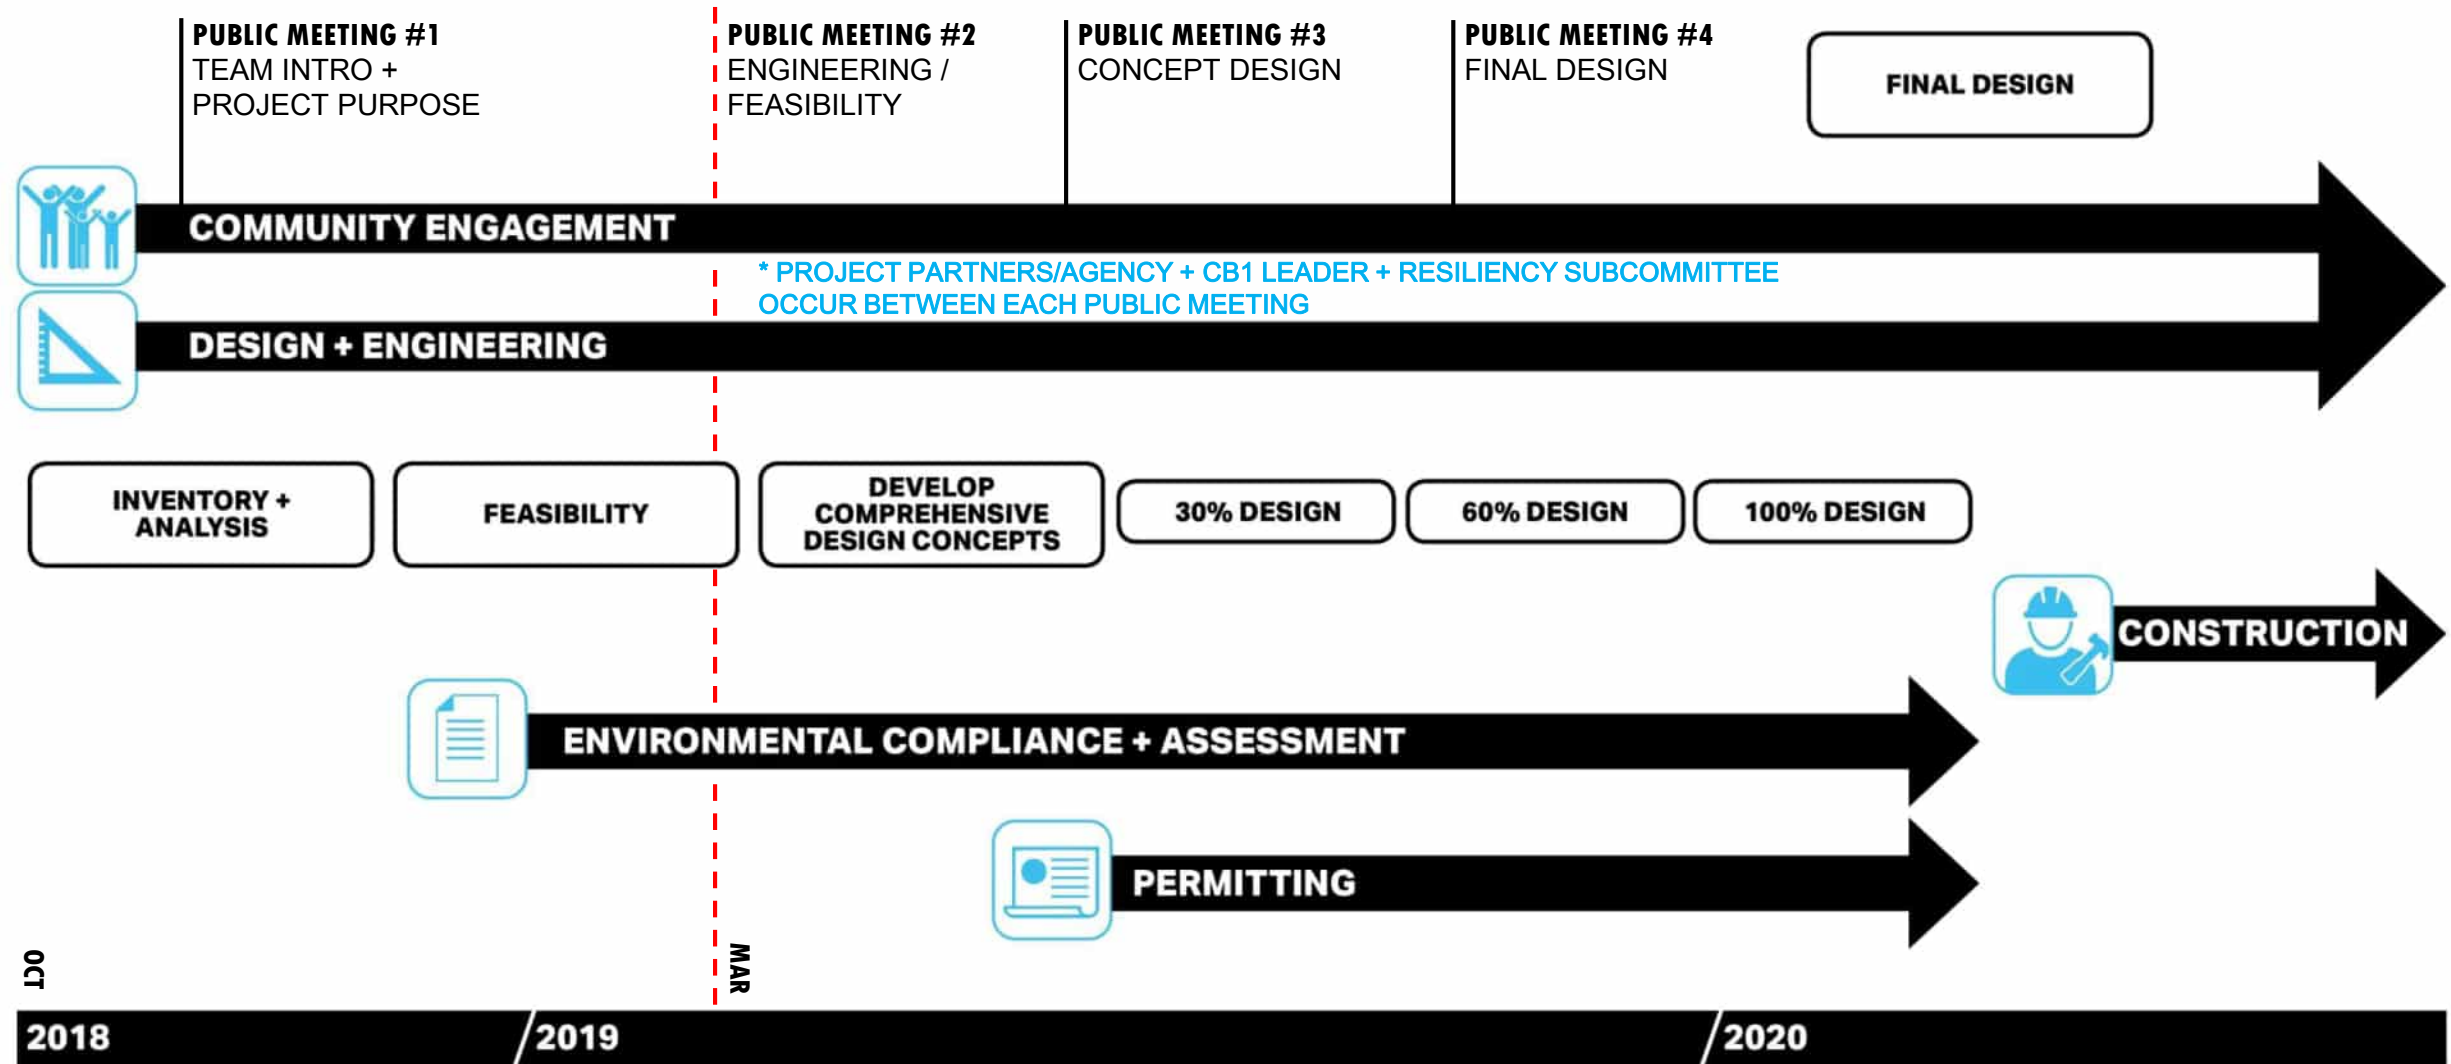 PUBLIC MEETING #1
TEAM INTRO +
PROJECT PURPOSE
PUBLIC MEETING #2
ENGINEERING /
FEASIBILITY
PUBLIC MEETING #3
CONCEPT DESIGN
PUBLIC MEETING #4
FINAL DESIGN
FINAL DESIGN
COMMUNITY ENGAGEMENT
* PROJECT PARTNERS/AGENCY + CB1 LEADER + RESILIENCY SUBCOMMITTEE
OCCUR BETWEEN EACH PUBLIC MEETING
DESIGN + ENGINEERING
INVENTORY +
ANALYSIS
FEASIBILITY
DEVELOP
COMPREHENSIVE
DESIGN CONCEPTS
30% DESIGN
60% DESIGN
100% DESIGN
CONSTRUCTION
ENVIRONMENTAL COMPLIANCE + ASSESSMENT
PERMITTING
OCT
MAR
2018
2019
2020